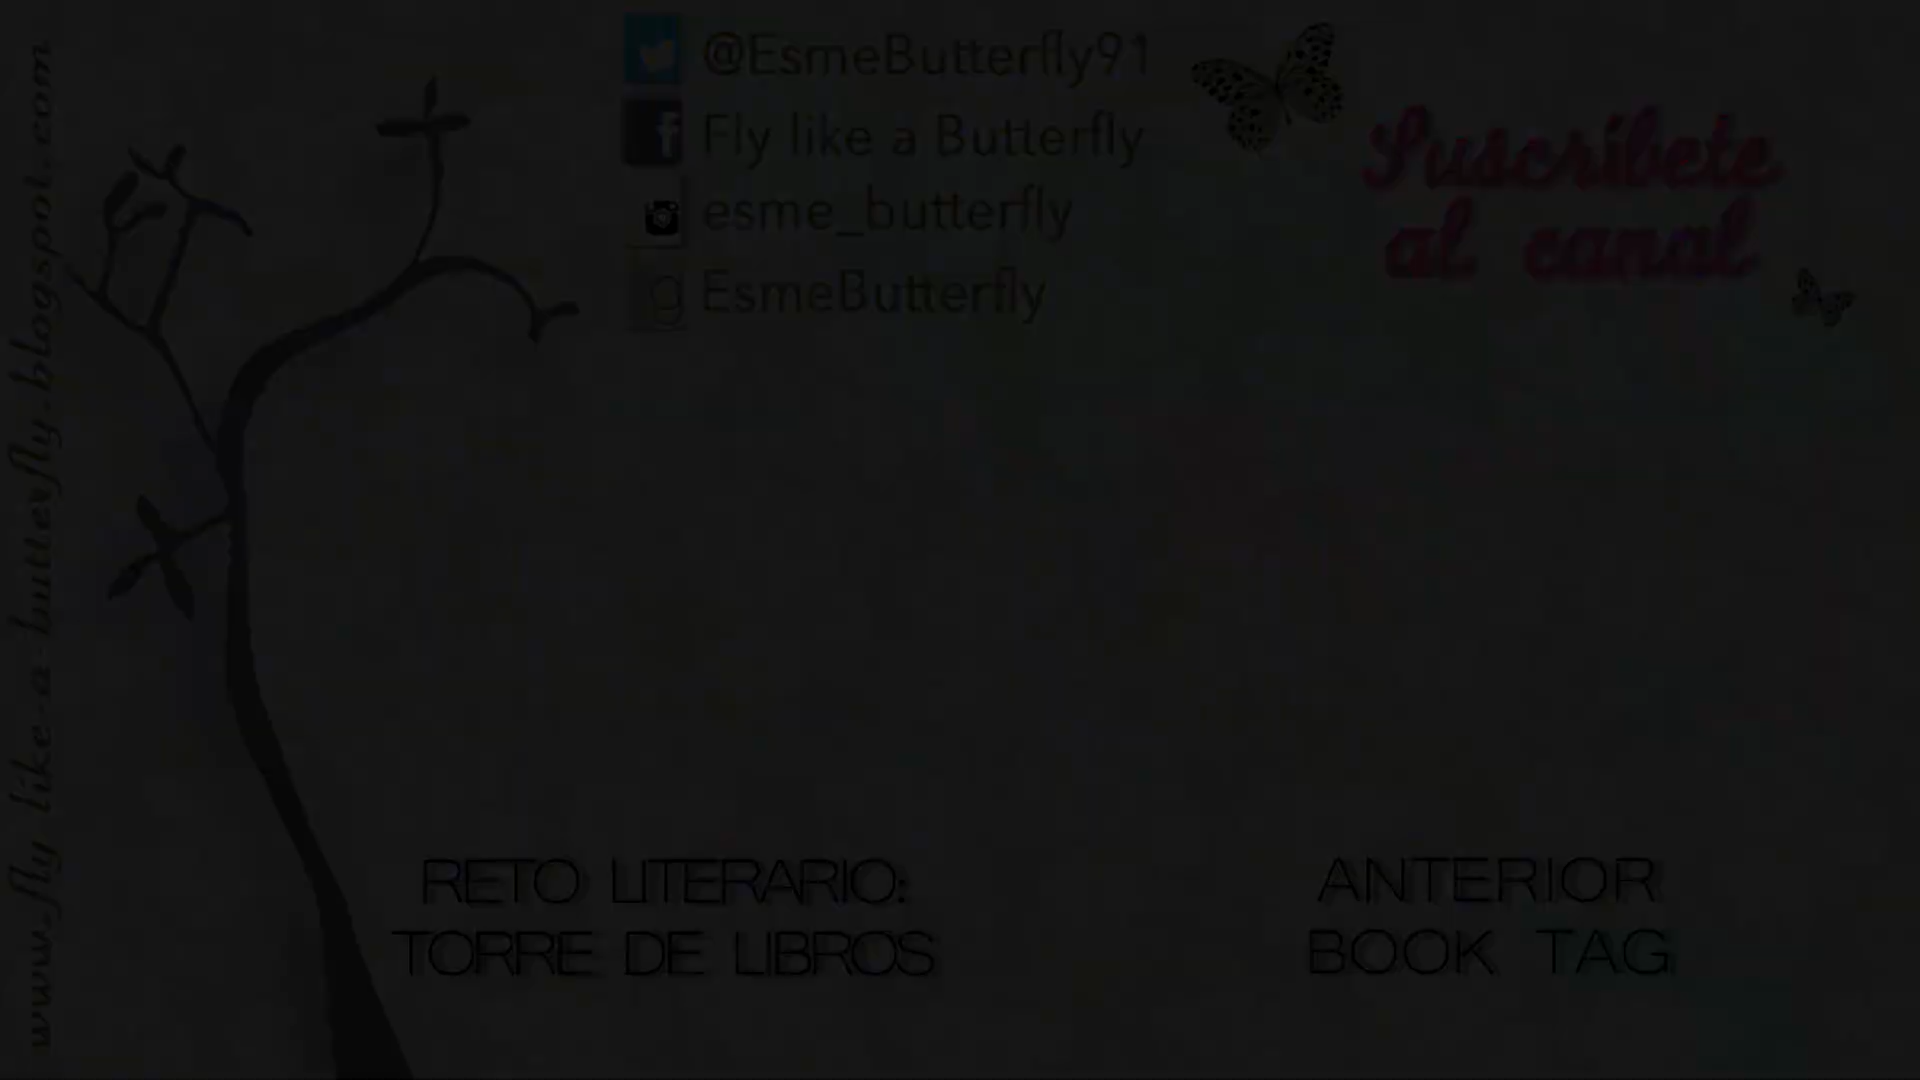 @EsmeButterfly91
Fly like a Butterfly
esme_butterfly
EsmeButterfly
Suscríbete
al canal
www.fly-like-a-butterfly.blogspot.com
RETO LITERARIO:
TORRE DE LIBROS
ANTERIOR
BOOK TAG